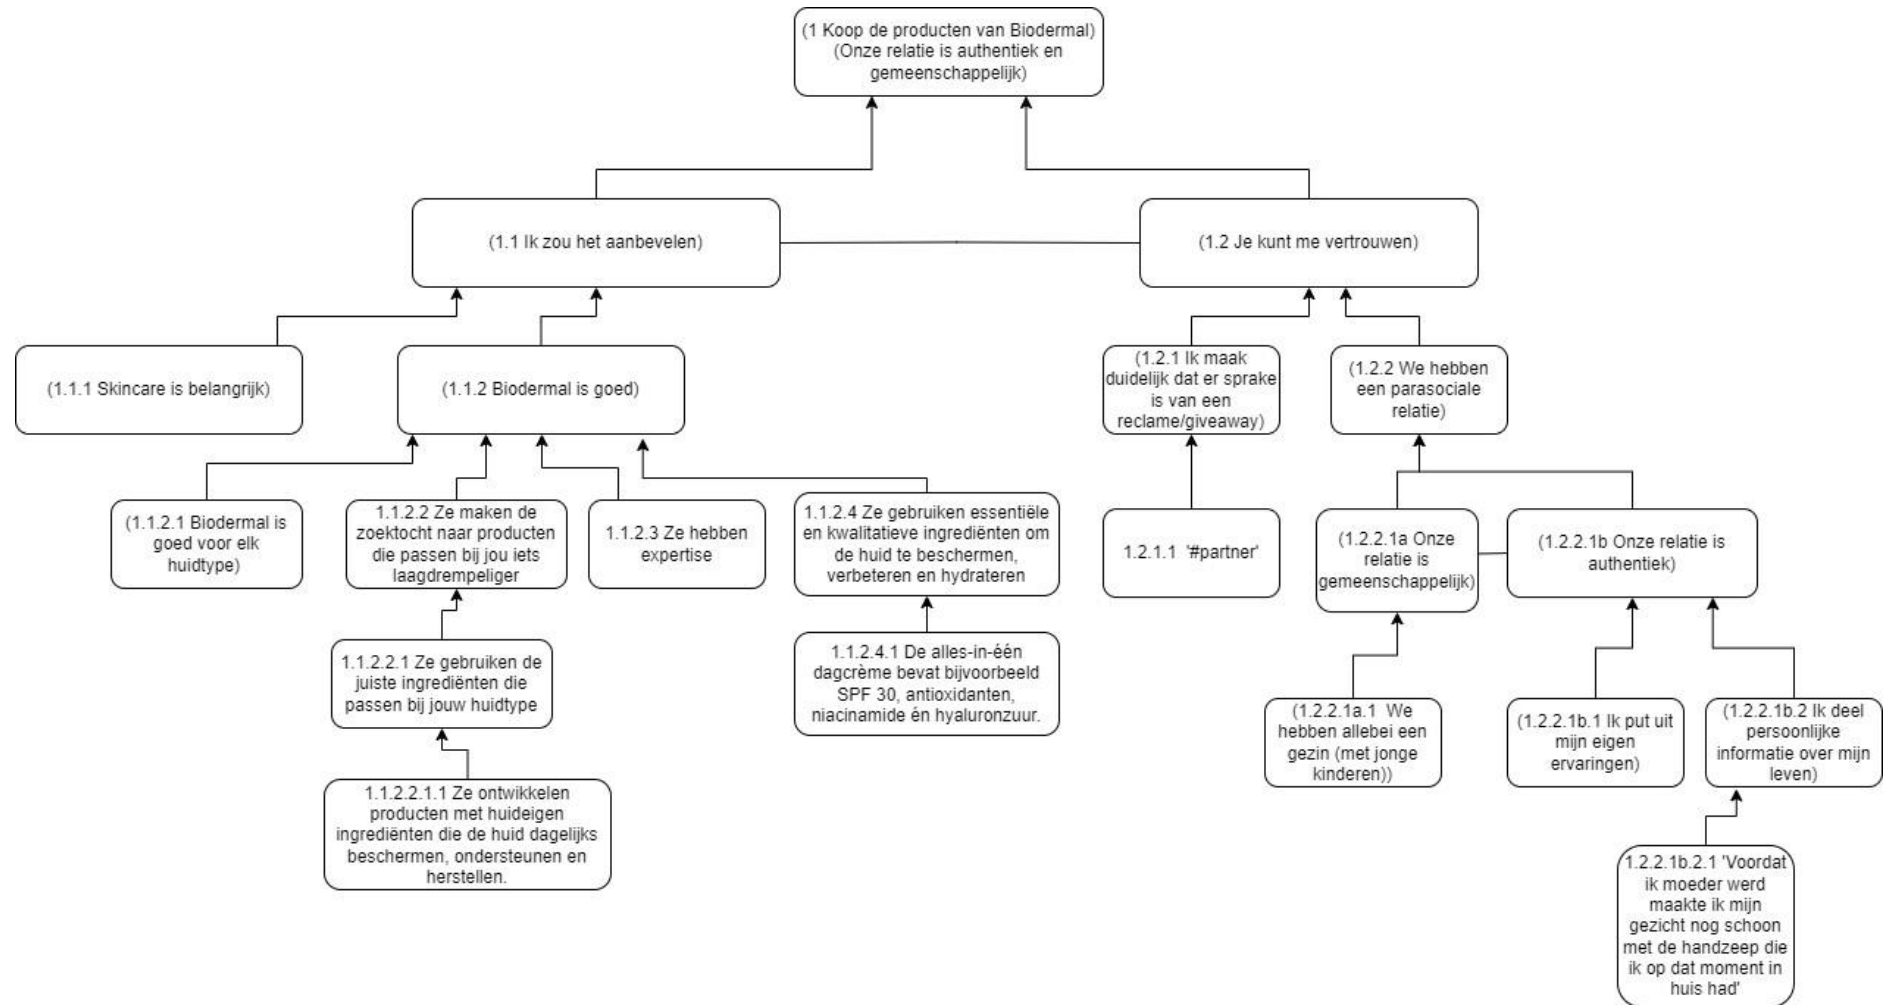 (1 Koop de producten van Biodermal)
(Onze relatie is authentiek en
gemeenschappelijk)
(1.1 Ik zou het aanbevelen)
(1.2 Je kunt me vertrouwen)
(1.1.1 Skincare is belangrijk)
(1.1.2 Biodermal is goed)
(1.2.1 Ik maak
duidelijk dat er sprake
is van een
reclame/giveaway)
(1.2.2 We hebben
een parasociale
relatie)
(1.1.2.1 Biodermal is
goed voor elk
huidtype)
1.1.2.2 Ze maken de
zoektocht naar producten
die passen bij jou iets
laagdrempeliger
1.1.2.3 Ze hebben
expertise
1.1.2.4 Ze gebruiken essentiële
en kwalitatieve ingrediënten om
de huid te beschermen,
verbeteren en hydrateren
1.2.1.1 '#partner'
(1.2.2.1a Onze
relatie is
gemeenschappelijk)
(1.2.2.1b Onze relatie is
authentiek)
1.1.2.2.1 Ze gebruiken de
juiste ingrediënten die
passen bij jouw huidtype
1.1.2.4.1 De alles-in-één
dagcrème bevat bijvoorbeeld
SPF 30, antioxidanten,
niacinamide én hyaluronzuur.
(1.2.2.1a.1 We
hebben allebei een
gezin (met jonge
kinderen))
(1.2.2.1b.1 Ik put uit
mijn eigen
ervaringen)
(1.2.2.1b.2 Ik deel
persoonlijke
informatie over mijn
leven)
1.1.2.2.1.1 Ze ontwikkelen
producten met huideigen
ingrediënten die de huid dagelijks
beschermen, ondersteunen en
herstellen.
1.2.2.1b.2.1 'Voordat
ik moeder werd
maakte ik mijn
gezicht nog schoon
met de handzeep die
ik op dat moment in
huis had'